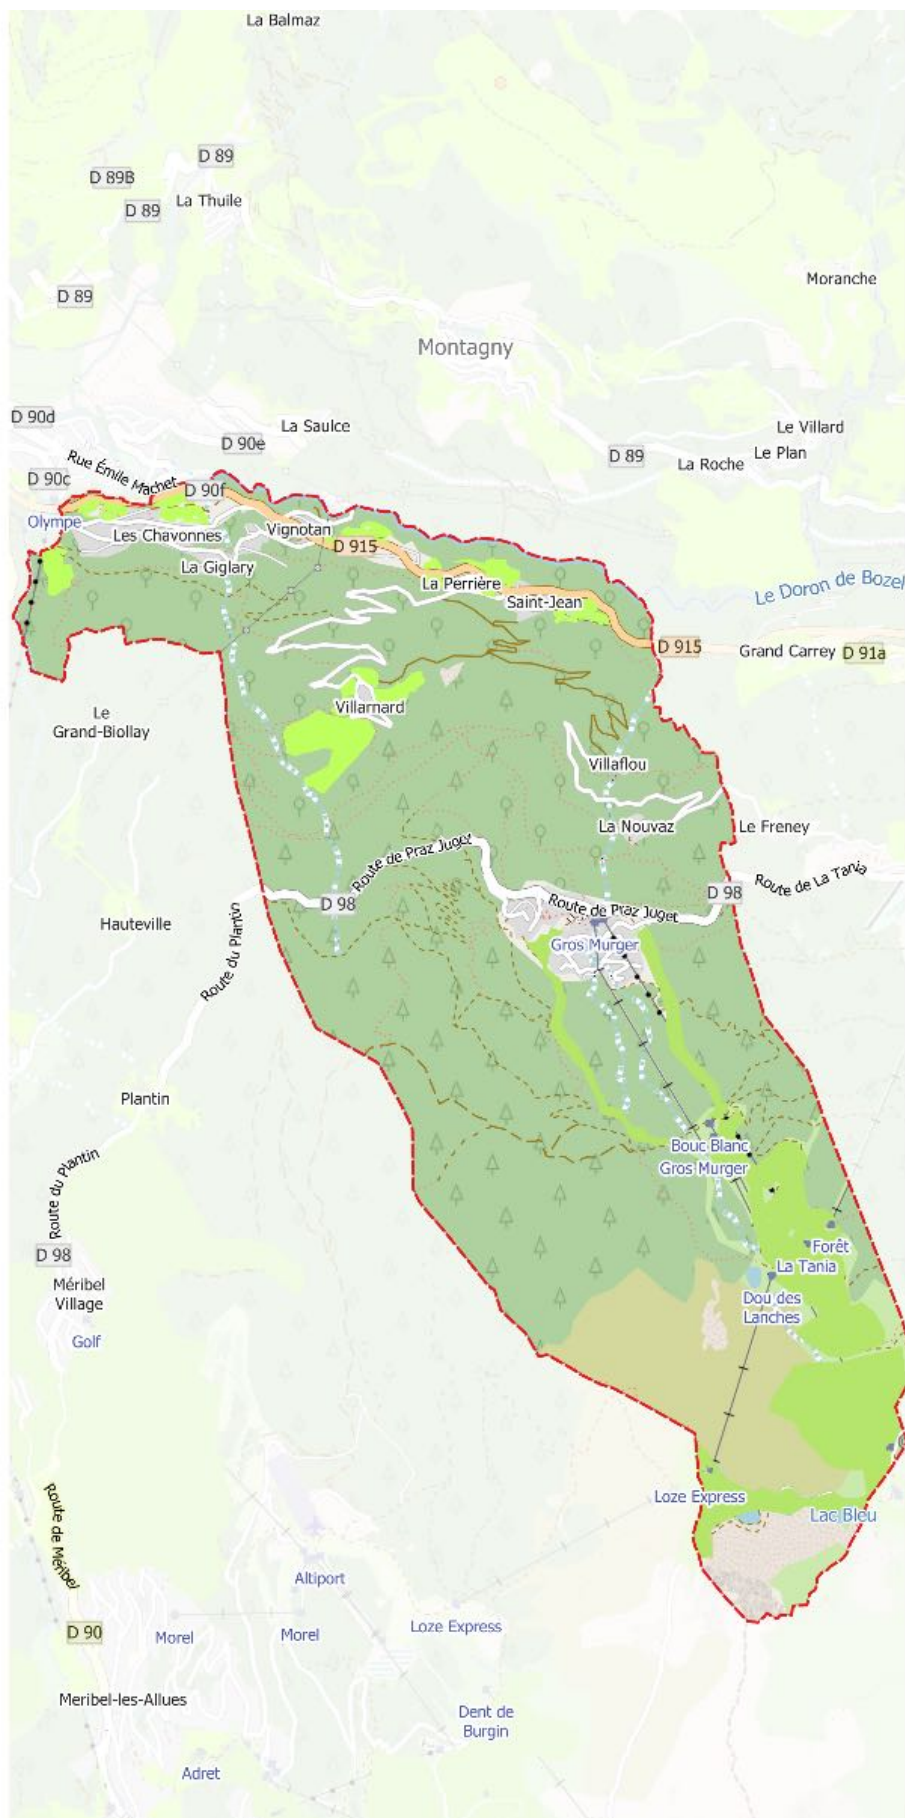 La Balmaz
D 89
D 89B
La Thuile
D 89
Moranche
D 89
Montagny
D 90d
La Saulce
Le Villard
D 90e
Le Plan
D 89
La Roche
Rue Émile Machet
D 90c
D 90f
Olympe
Vignotan
Les Chavonnes
D 915
La Giglary
La Perrière
Le Doron de Bozel
Saint-Jean
D 915
Grand Carrey
D 91a
Villarnard
Le
Grand-Biollay
Villaflou
La Nouvaz
Le Freney
Route de Praz Juget
Route de La Tania
D 98
D 98
Route de Praz Juget
Hauteville
Gros Murger
Route du Plantin
Plantin
Bouc Blanc
Gros Murger
Route du Plantin
Forêt
D 98
La Tania
Méribel
Village
Dou des
Lanches
Golf
Loze Express
Lac Bleu
Route de Méribel
Altiport
D 90
Morel
Morel
Loze Express
Meribel-les-Allues
Dent de
Burgin
Adret